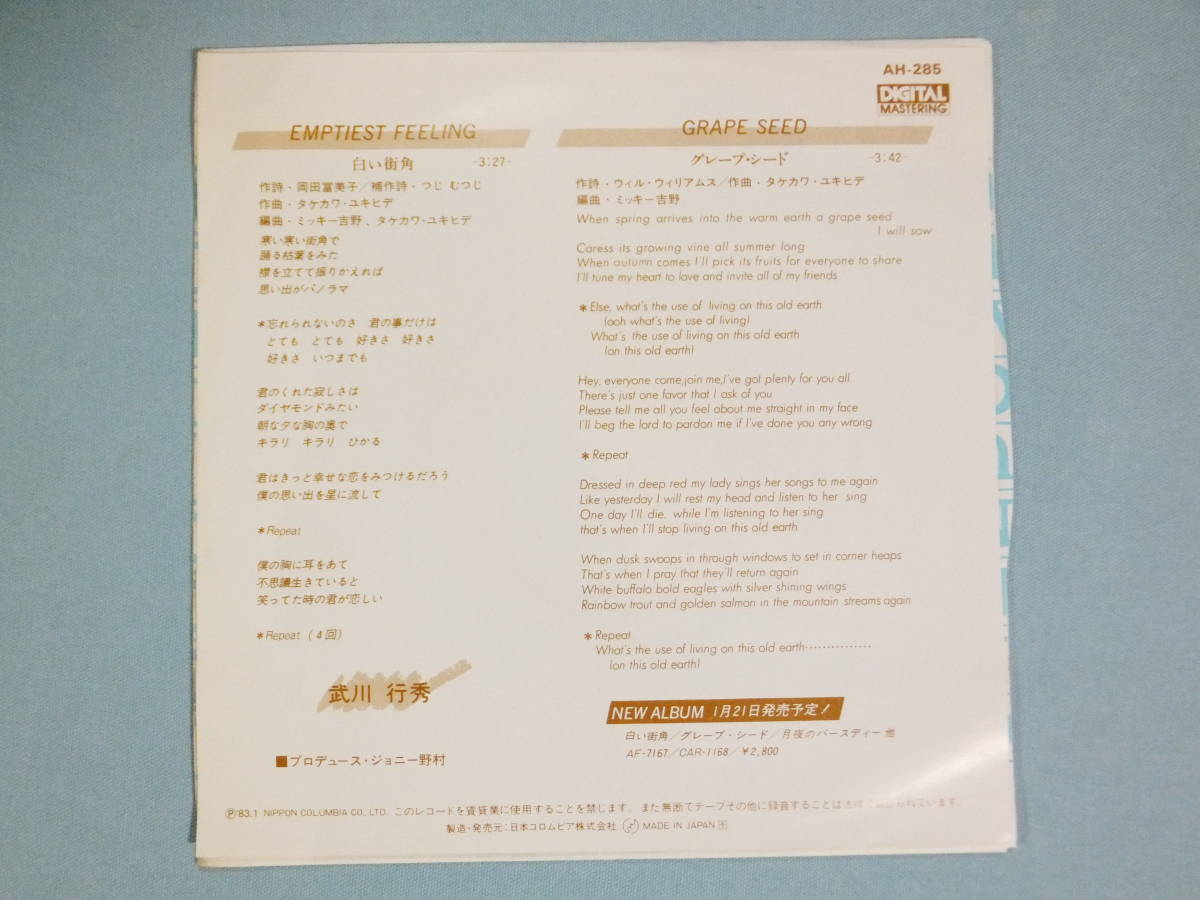 AH-285
DIGITAL
MASTERING
EMPTIEST FEELING
白い街角 -3:27-
作詩・岡田冨美子/補作詩・つじ むつじ
作曲・タケカワ・ユキヒデ
編曲・ミッキー吉野、タケカワ・ユキヒデ
寒い寒い街角で
踊る枯葉をみた
襟を立てて振りかえれば
思い出がパノラマ
*忘れられないのさ 君の事だけは
とても とても 好きさ 好きさ
好きさ いつまでも
君のくれた寂しさは
ダイヤモンドみたい
朝な夕な胸の奥で
キラリ キラリ ひかる
君はきっと幸せな恋をみつけるだろう
僕の思い出を星に流して
*Repeat
僕の胸に耳をあて
不思議生きていると
笑ってた時の君が恋しい
*Repeat (4回)
武川 行秀
■プロデュース・ジョニー野村
GRAPE SEED
グレープ・シード -3:42-
作詩・ウィル・ウィリアムス/作曲・タケカワ・ユキヒデ
編曲・ミッキー吉野
When spring arrives into the warm earth a grape seed
I will sow
Caress its growing vine all summer long
When autumn comes I'll pick its fruits for everyone to share
I'll tune my heart to love and invite all of my friends
*Else, what's the use of living on this old earth
(ooh what's the use of living)
What's the use of living on this old earth
(on this old earth)
Hey, everyone come,join me,I've got plenty for you all
There's just one favor that I ask of you
Please tell me all you feel about me straight in my face
I'll beg the lord to pardon me if I've done you any wrong
*Repeat
Dressed in deep red my lady sings her songs to me again
Like yesterday I will rest my head and listen to her sing
One day I'll die. while I'm listening to her sing
that's when I'll stop living on this old earth
When dusk swoops in through windows to set in corner heaps
That's when I pray that they'll return again
White buffalo bold eagles with silver shining wings
Rainbow trout and golden salmon in the mountain streams again
*Repeat
What's the use of living on this old earth……………
(on this old earth)
NEW ALBUM 1月21日発売予定!
白い街角/グレープ・シード/月夜のバースディー 他
AF-7167/CAR-1168/¥2,800
Ⓟ'83.1 NIPPON COLUMBIA CO., LTD. このレコードを賃貸業に使用することを禁じます。また無断でテープその他に録音することは法律で られています。
製造・発売元:日本コロムビア株式会社 MADE IN JAPAN